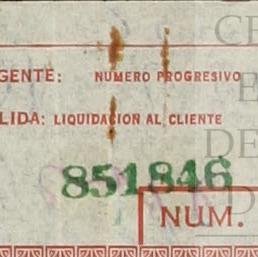 GENTE: NUMERO PROGRESIVO
LIDA: LIQUIDACION AL CLIENTE
851846
NUM.